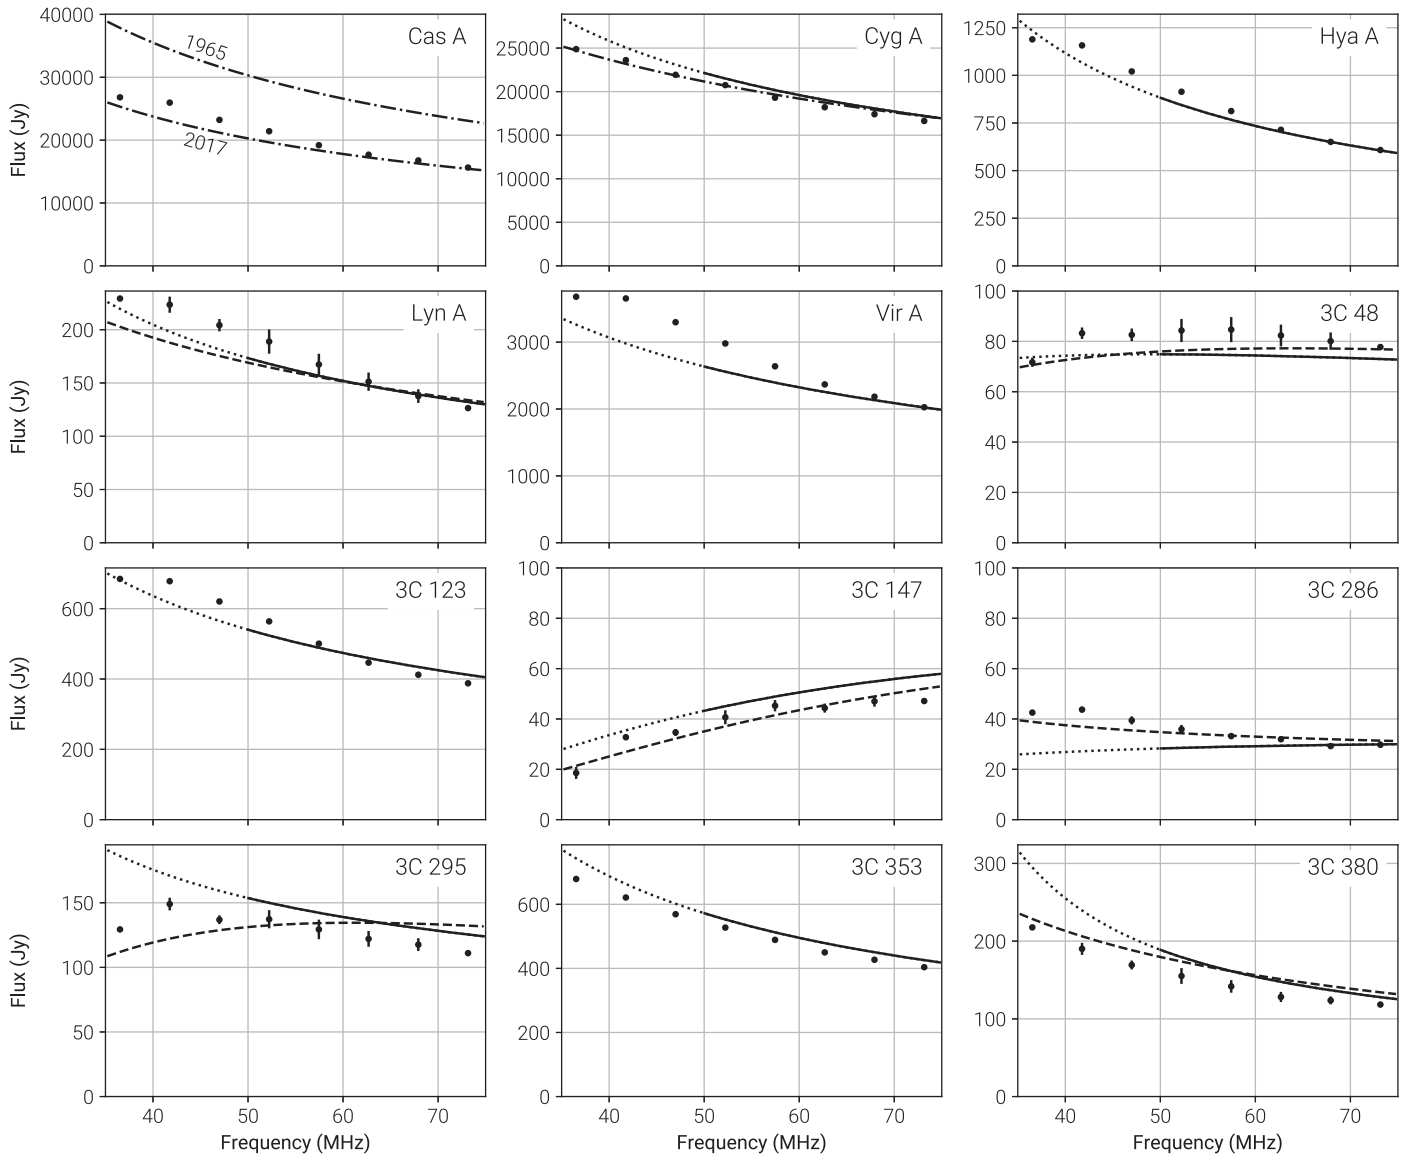 40000
30000
20000
10000
0
Flux (Jy)
Cas A
1965
2017
25000
20000
15000
10000
5000
0
Cyg A
1250
1000
750
500
250
0
Hya A
200
150
100
50
0
Flux (Jy)
Lyn A
3000
2000
1000
0
Vir A
100
80
60
40
20
0
3C 48
600
400
200
0
Flux (Jy)
3C 123
100
80
60
40
20
0
3C 147
100
80
60
40
20
0
3C 286
150
100
50
0
Flux (Jy)
3C 295
40 50 60 70
Frequency (MHz)
600
400
200
0
3C 353
40 50 60 70
Frequency (MHz)
300
200
100
0
3C 380
40 50 60 70
Frequency (MHz)